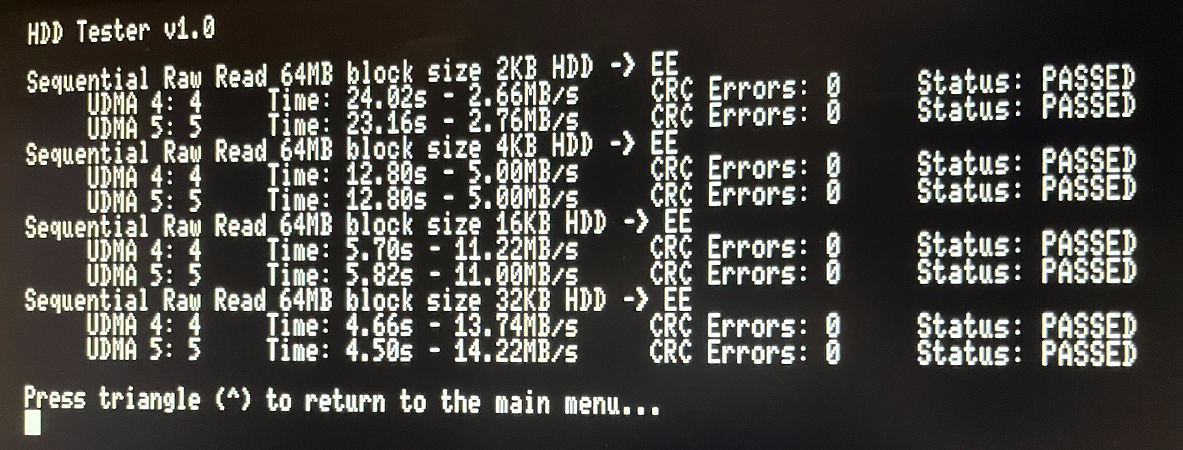 HDD Tester v1.0
Sequential Raw Read 64MB block size 2KB HDD -> EE
UDMA 4: 4 Time: 24.02s - 2.66MB/s CRC Errors: 0 Status: PASSED
UDMA 5: 5 Time: 23.16s - 2.76MB/s CRC Errors: 0 Status: PASSED
Sequential Raw Read 64MB block size 4KB HDD -> EE
UDMA 4: 4 Time: 12.80s - 5.00MB/s CRC Errors: 0 Status: PASSED
UDMA 5: 5 Time: 12.80s - 5.00MB/s CRC Errors: 0 Status: PASSED
Sequential Raw Read 64MB block size 16KB HDD -> EE
UDMA 4: 4 Time: 5.70s - 11.22MB/s CRC Errors: 0 Status: PASSED
UDMA 5: 5 Time: 5.82s - 11.00MB/s CRC Errors: 0 Status: PASSED
Sequential Raw Read 64MB block size 32KB HDD -> EE
UDMA 4: 4 Time: 4.66s - 13.74MB/s CRC Errors: 0 Status: PASSED
UDMA 5: 5 Time: 4.50s - 14.22MB/s CRC Errors: 0 Status: PASSED
Press triangle (^) to return to the main menu...